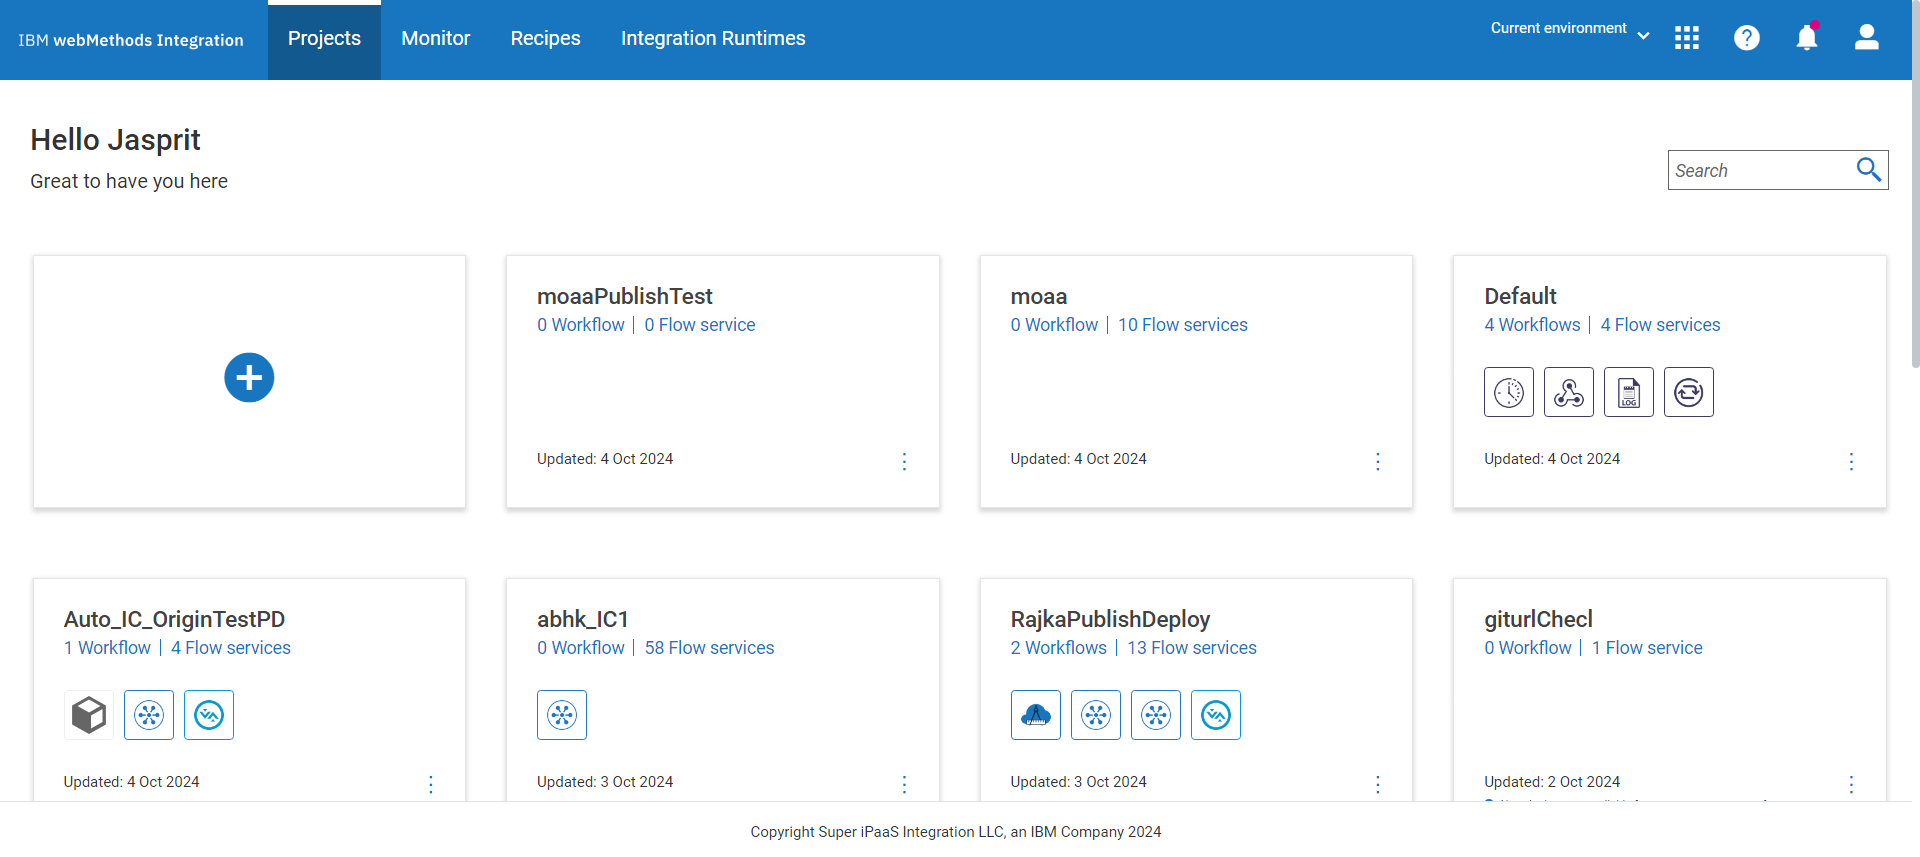 IBM webMethods Integration
Projects
Monitor
Recipes
Integration Runtimes
Current environment
Hello Jasprit
Great to have you here
Search
moaaPublishTest
0 Workflow | 0 Flow service
Updated: 4 Oct 2024
moaa
0 Workflow | 10 Flow services
Updated: 4 Oct 2024
Default
4 Workflows | 4 Flow services
LOG
Updated: 4 Oct 2024
Auto_IC_OriginTestPD
1 Workflow | 4 Flow services
Updated: 4 Oct 2024
abhk_IC1
0 Workflow | 58 Flow services
Updated: 3 Oct 2024
RajkaPublishDeploy
2 Workflows | 13 Flow services
Updated: 3 Oct 2024
giturlChecl
0 Workflow | 1 Flow service
Updated: 2 Oct 2024
Copyright Super iPaaS Integration LLC, an IBM Company 2024